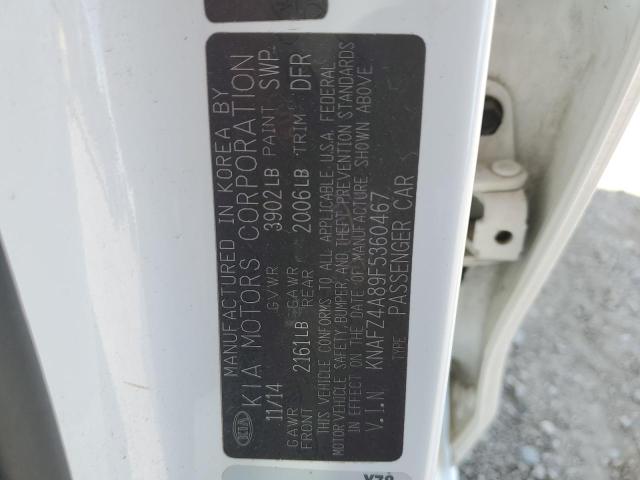 MANUFACTURED IN KOREA BY
KIA MOTORS CORPORATION
11/14 GVWR 3902LB PAINT SWP
GAWR FRONT 2161LB GAWR REAR 2006LB TRIM DFR
THIS VEHICLE CONFORMS TO ALL APPLICABLE U.S.A. FEDERAL
MOTOR VEHICLE SAFETY, BUMPER, AND THEFT PREVENTION STANDARDS
IN EFFECT ON THE DATE OF MANUFACTURE SHOWN ABOVE.
V.I.N KNAFZ4A89F5360467
TYPE PASSENGER CAR
KIA